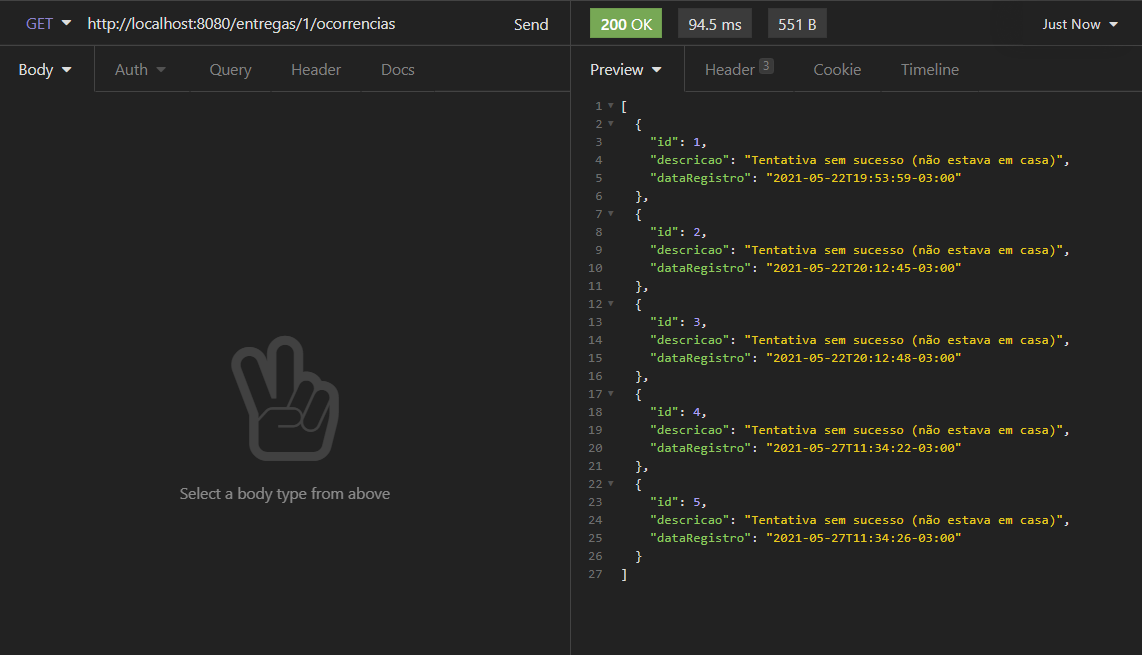 GET http://localhost:8080/entregas/1/ocorrencias Send
200 OK 94.5 ms 551 B Just Now
Body Auth Query Header Docs
Preview Header 3 Cookie Timeline
Select a body type from above
1 [
2 {
3 "id": 1,
4 "descricao": "Tentativa sem sucesso (não estava em casa)",
5 "dataRegistro": "2021-05-22T19:53:59-03:00"
6 },
7 {
8 "id": 2,
9 "descricao": "Tentativa sem sucesso (não estava em casa)",
10 "dataRegistro": "2021-05-22T20:12:45-03:00"
11 },
12 {
13 "id": 3,
14 "descricao": "Tentativa sem sucesso (não estava em casa)",
15 "dataRegistro": "2021-05-22T20:12:48-03:00"
16 },
17 {
18 "id": 4,
19 "descricao": "Tentativa sem sucesso (não estava em casa)",
20 "dataRegistro": "2021-05-27T11:34:22-03:00"
21 },
22 {
23 "id": 5,
24 "descricao": "Tentativa sem sucesso (não estava em casa)",
25 "dataRegistro": "2021-05-27T11:34:26-03:00"
26 }
27 ]